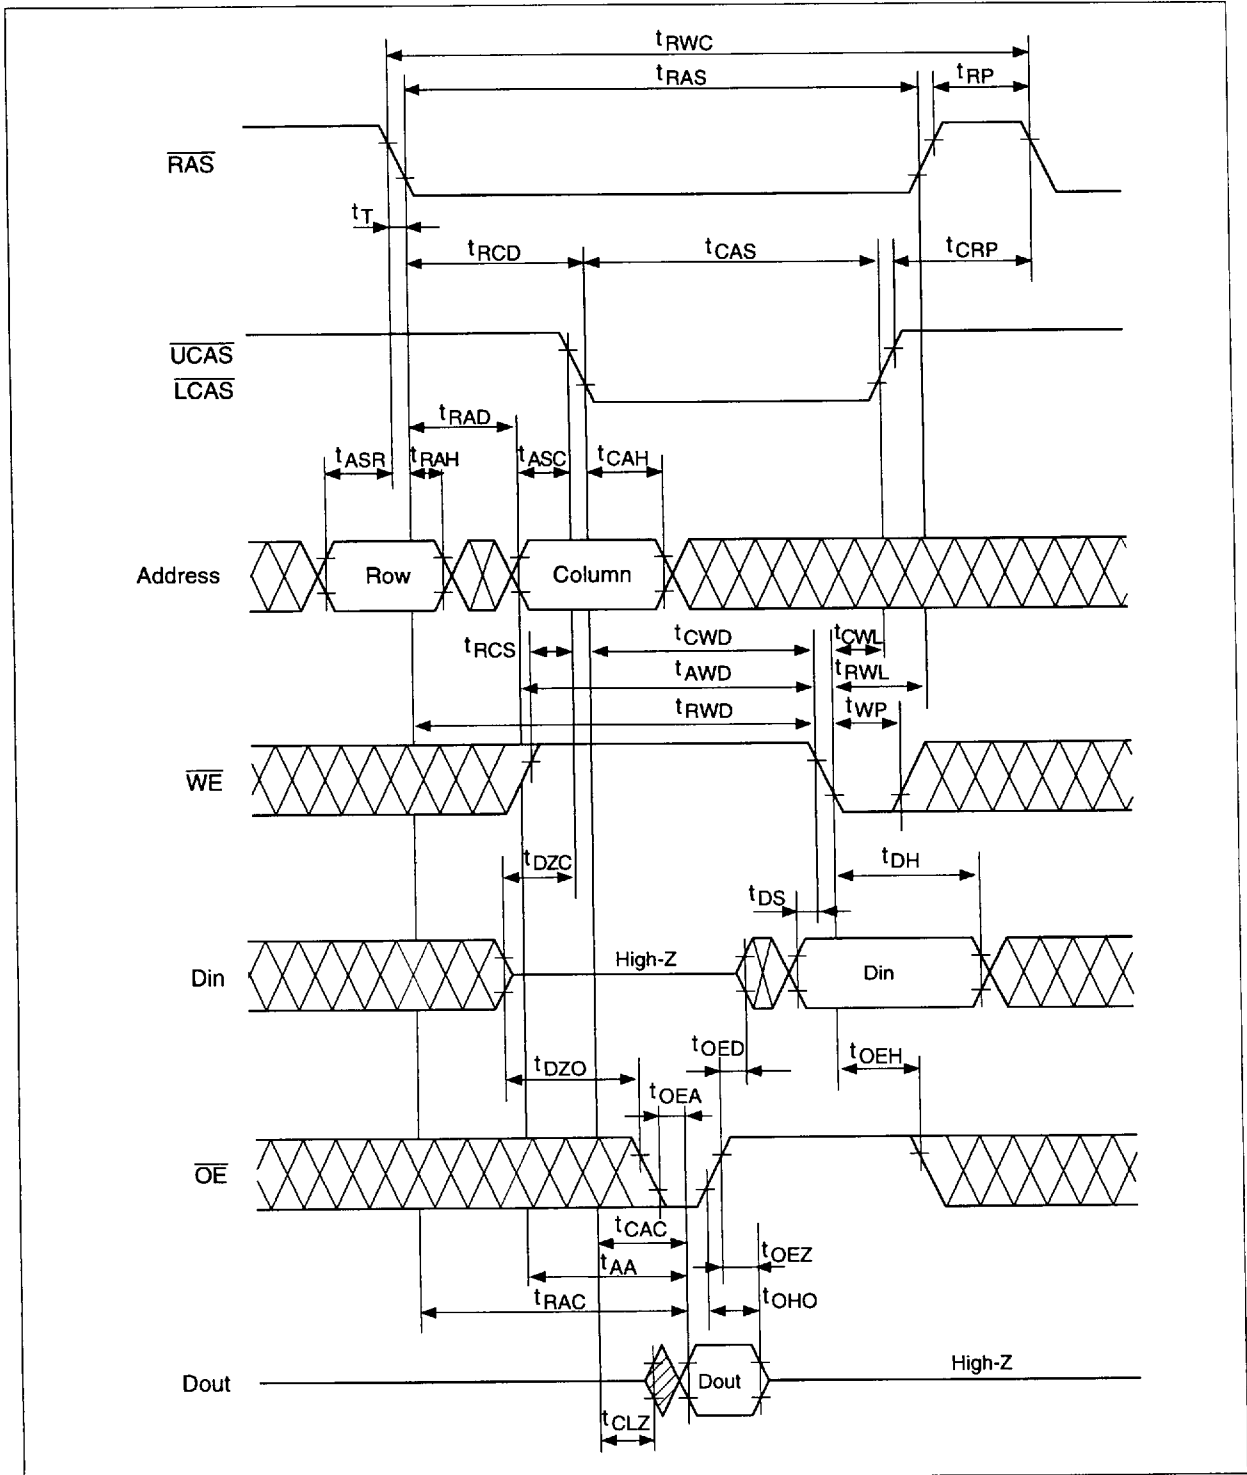 tRWC
tRAS
tRP
RAS
tT
tRCD
tCAS
tCRP
UCAS
LCAS
tRAD
tASR
tRAH
tASC
tCAH
Address
Row
Column
tRCS
tCWD
tCWL
tAWD
tRWL
tRWD
tWP
WE
tDZC
tDH
tDS
Din
High-Z
Din
tOED
tOEH
tDZO
tOEA
OE
tCAC
tOEZ
tAA
tRAC
tOHO
Dout
Dout
High-Z
tCLZ